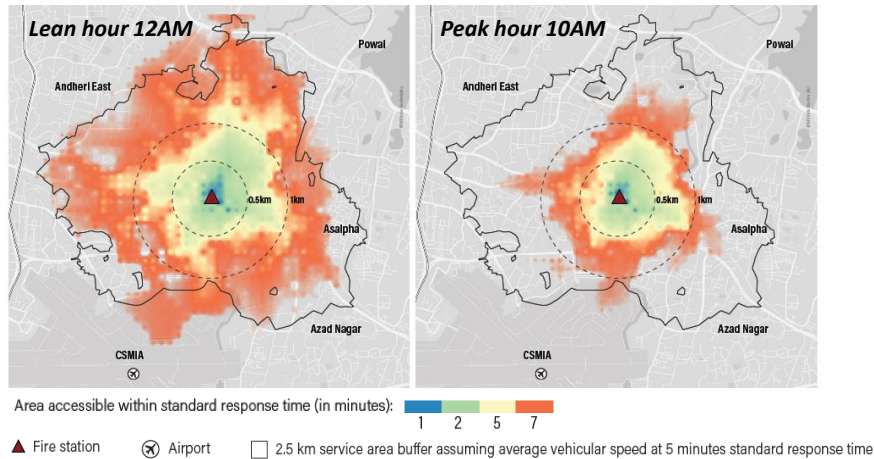 Lean hour 12AM
Powai
Andheri East
0.5km
1km
Asalpha
Azad Nagar
CSMIA
Peak hour 10AM
Powai
Andheri East
0.5km
1km
Asalpha
Azad Nagar
CSMIA
Area accessible within standard response time (in minutes):
1 2 5 7
Fire station
Airport
2.5 km service area buffer assuming average vehicular speed at 5 minutes standard response time